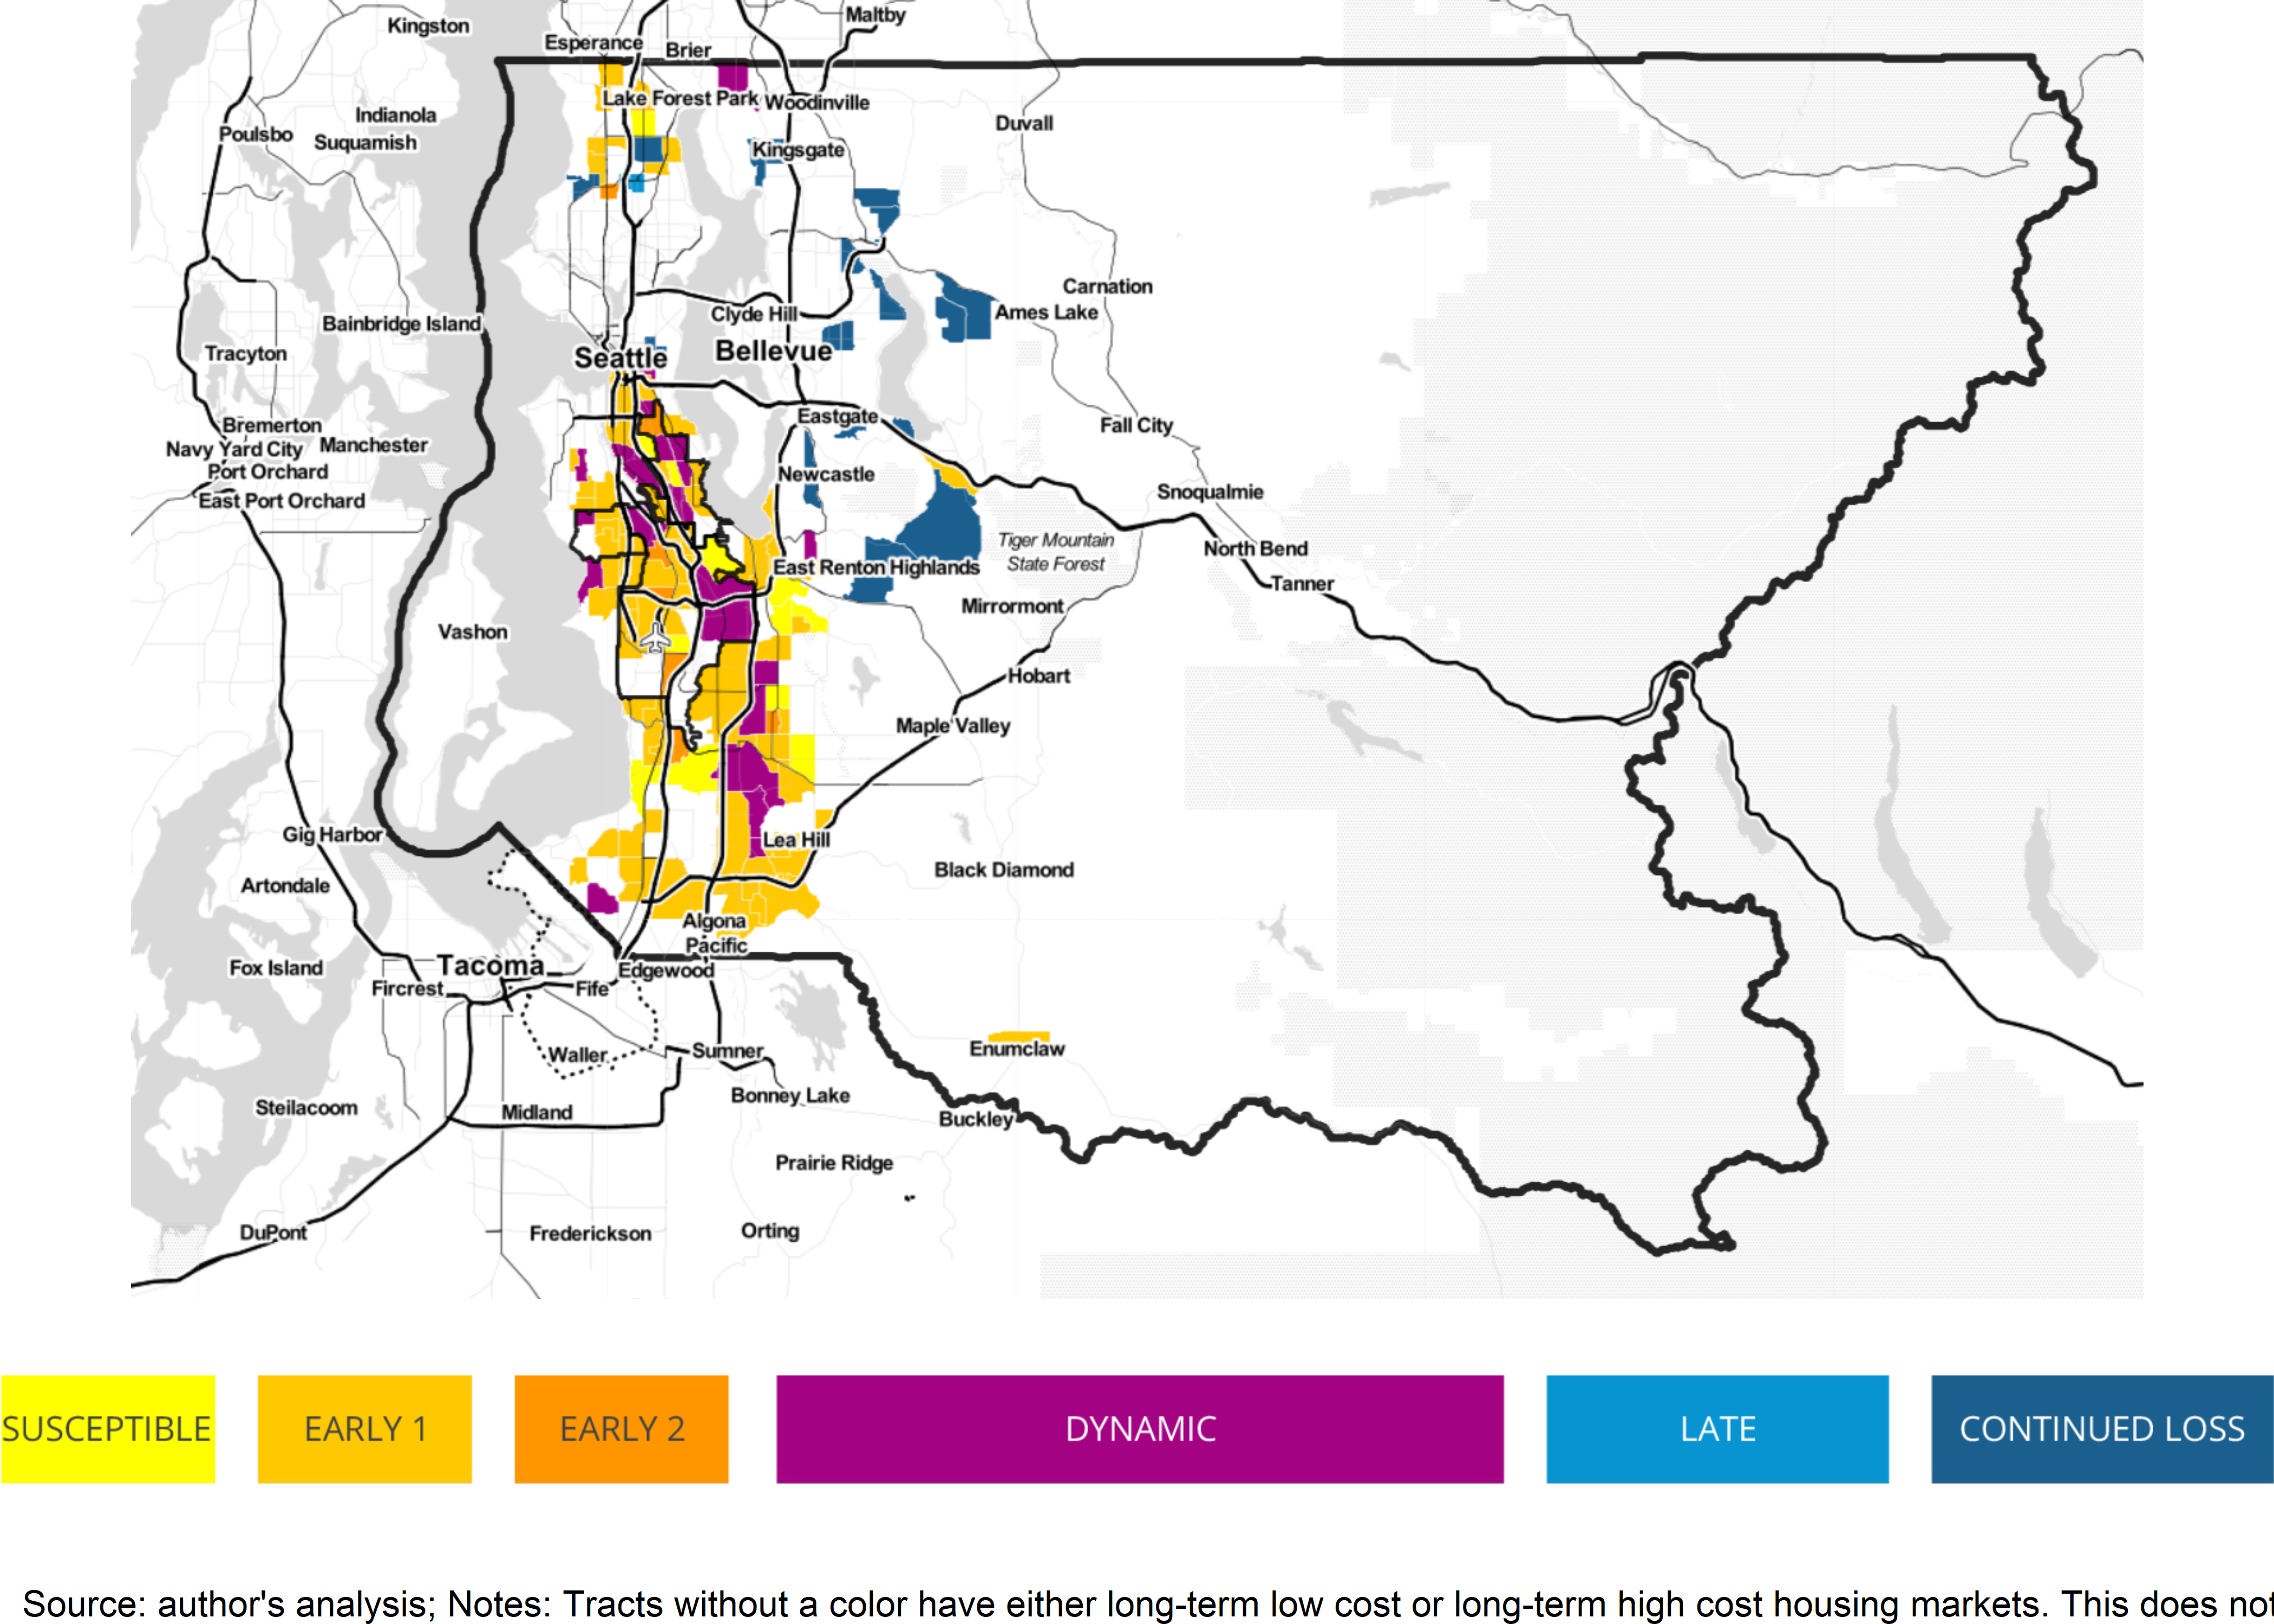 Maltby
Kingston
Esperance
Brier
Lake Forest Park
Woodinville
Indianola
Duvall
Poulsbo
Suquamish
Kingsgate
Carnation
Ames Lake
Clyde Hill
Bainbridge Island
Tracyton
Seattle
Bellevue
Eastgate
Fall City
Bremerton
Navy Yard City
Manchester
Port Orchard
Newcastle
East Port Orchard
Snoqualmie
Tiger Mountain
State Forest
North Bend
East Renton Highlands
Tanner
Mirrormont
Vashon
Hobart
Maple Valley
Gig Harbor
Lea Hill
Black Diamond
Artondale
Algona
Pacific
Fox Island
Tacoma
Edgewood
Fircrest
Fife
Enumclaw
Waller
Sumner
Bonney Lake
Steilacoom
Midland
Buckley
Prairie Ridge
DuPont
Frederickson
Orting
SUSCEPTIBLE
EARLY 1
EARLY 2
DYNAMIC
LATE
CONTINUED LOSS
Source: author's analysis; Notes: Tracts without a color have either long-term low cost or long-term high cost housing markets. This does not